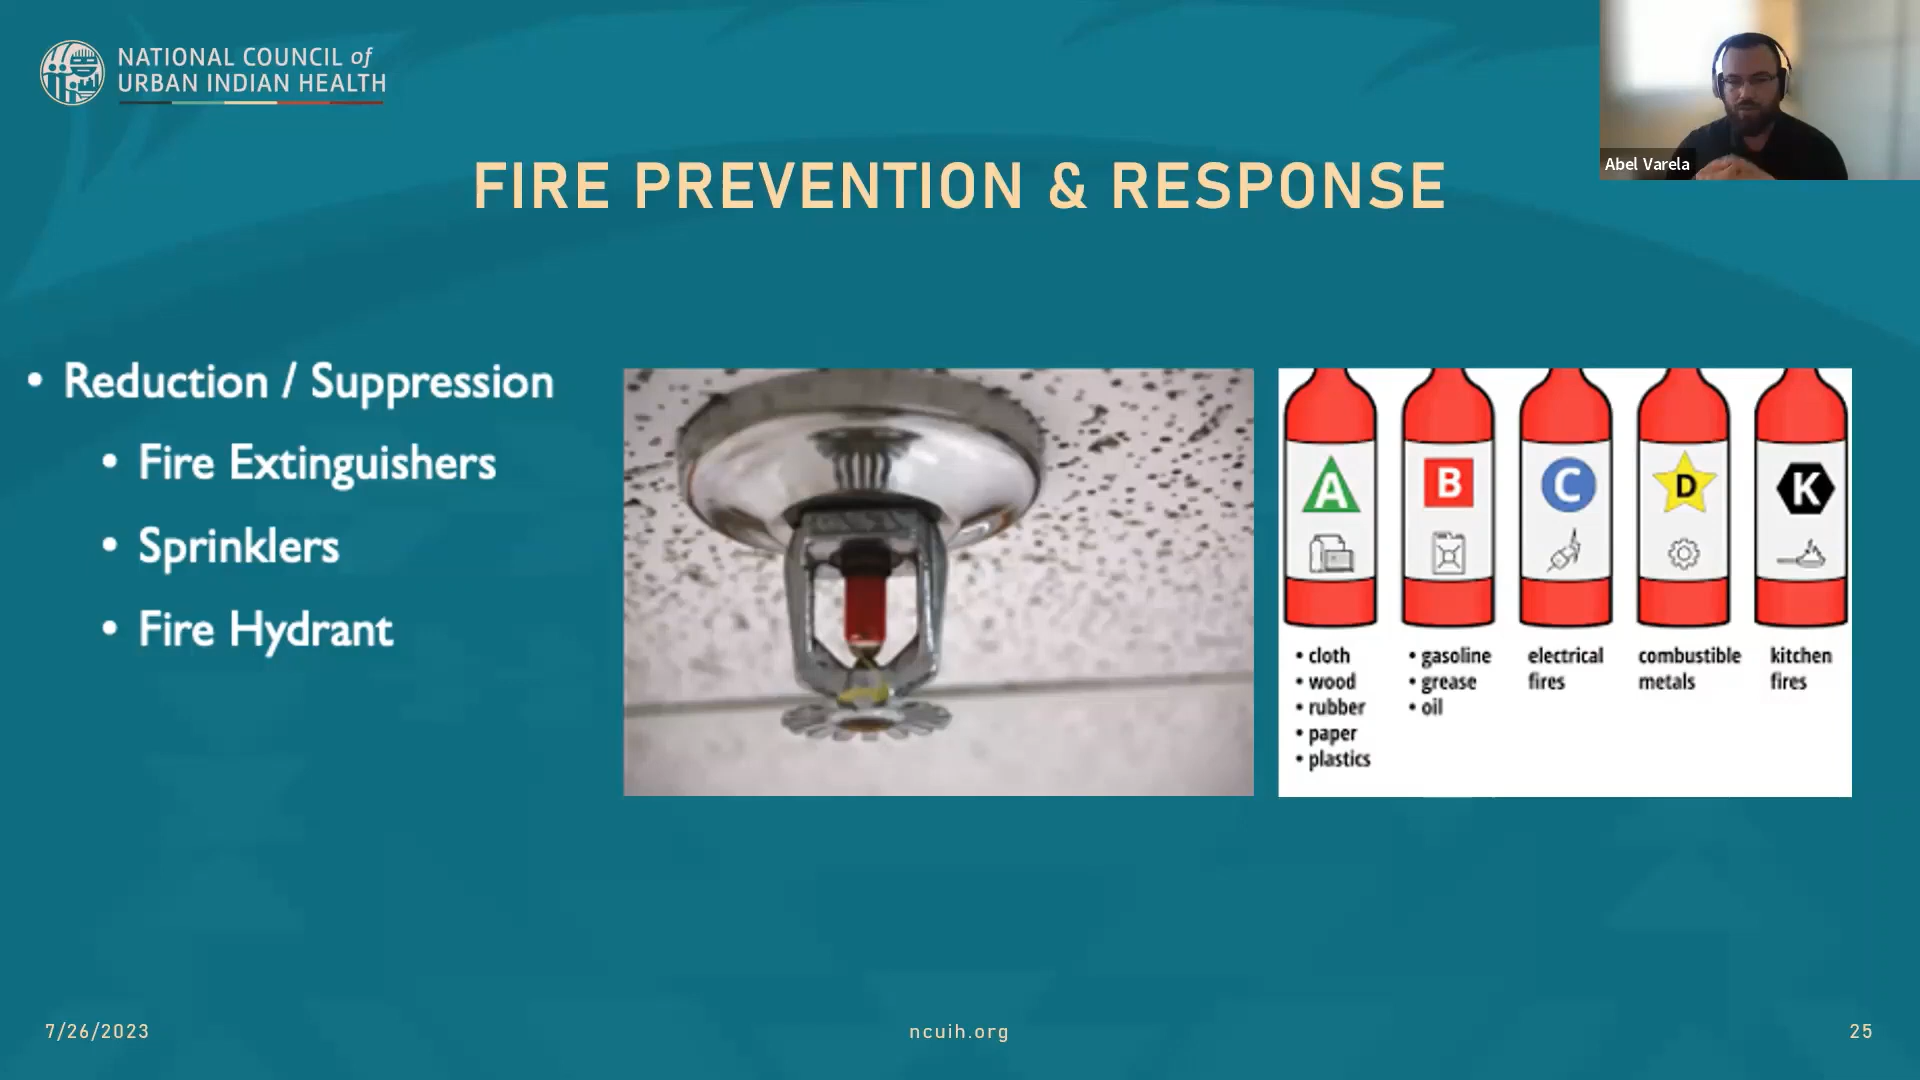 NATIONAL COUNCIL of
URBAN INDIAN HEALTH
Abel Varela
FIRE PREVENTION & RESPONSE
• Reduction / Suppression
• Fire Extinguishers
• Sprinklers
• Fire Hydrant
A
B
C
D
K
• cloth
• wood
• rubber
• paper
• plastics
• gasoline
• grease
• oil
electrical
fires
combustible
metals
kitchen
fires
7/26/2023
ncuih.org
25